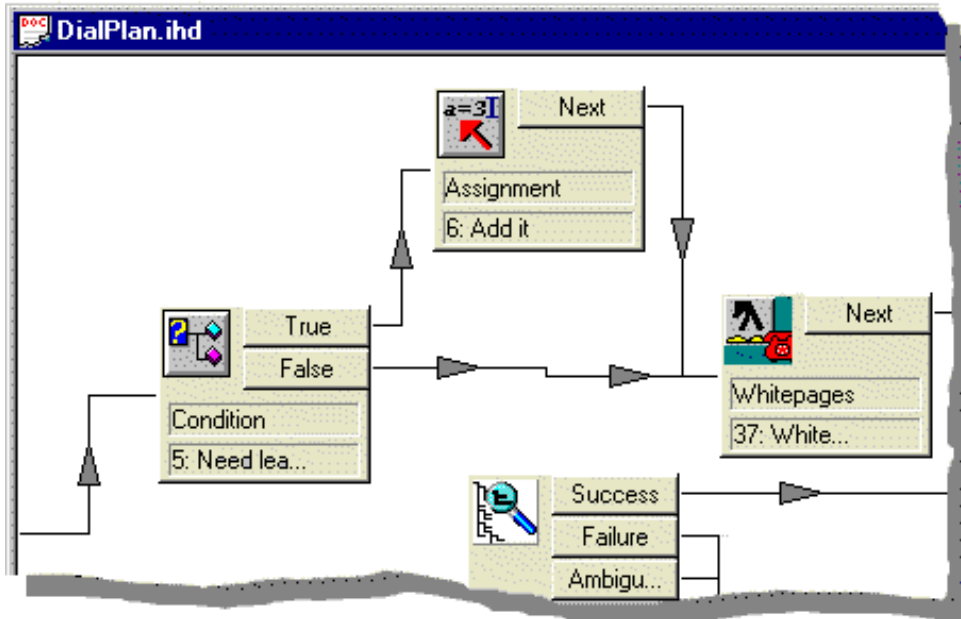 DOC
DialPlan.ihd
a=3
Next
Assignment
6: Add it
?
True
False
Condition
5: Need lea...
Next
Whitepages
37: White...
Success
Failure
Ambigu...